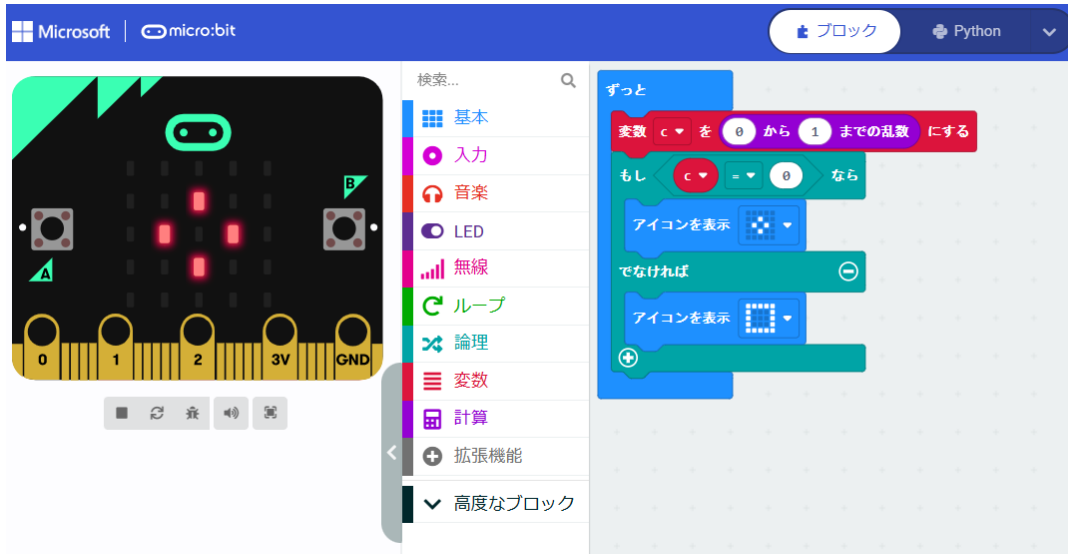 Microsoft micro:bit ブロック Python
検索...
基本
入力
音楽
LED
無線
ループ
論理
変数
計算
拡張機能
高度なブロック
A
B
0 1 2 3V GND
ずっと
変数 c を 0 から 1 までの乱数 にする
もし c = 0 なら
アイコンを表示
でなければ
アイコンを表示